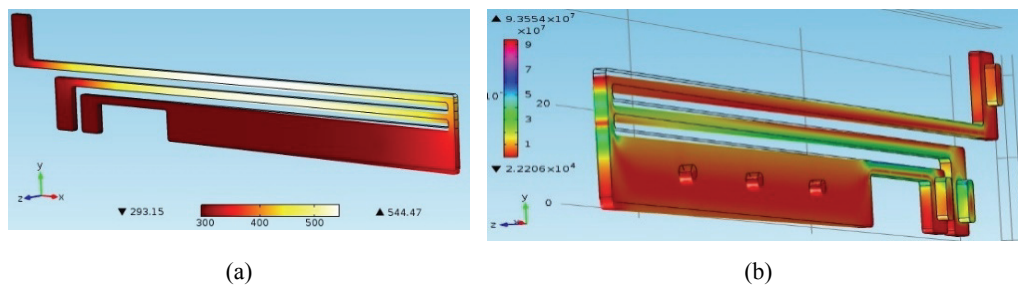 y
z
x
▼ 293.15
300
400
500
▲ 544.47
▲ 9.3554×10⁷
×10⁷
9
7
5
3
1
▼ 2.2206×10⁴
20
0
y
z
(a)
(b)